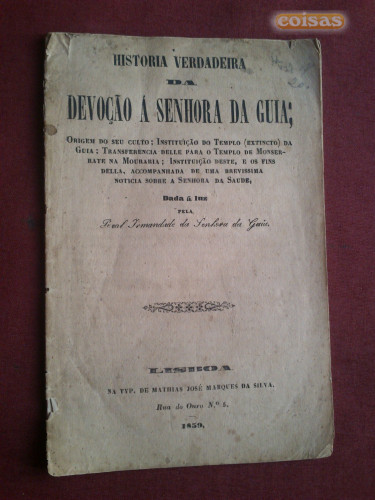 coisas
HISTORIA VERDADEIRA
DA
DEVOÇÃO Á SENHORA DA GUIA;
ORIGEM DO SEU CULTO; INSTITUIÇÃO DO TEMPLO (EXTINCTO) DA
GUIA; TRANSFERENCIA DELLE PARA O TEMPLO DE MONSER-
RATE NA MOURARIA; INSTITUIÇÃO DESTE, E OS FINS
DELLA, ACCOMPANHADA DE UMA BREVISSIMA
NOTICIA SOBRE A SENHORA DA SAUDE,
Dada á luz
PELA
Real Irmandade da Senhora da Guia.
LISBOA
NA TYP. DE MATHIAS JOSÉ MARQUES DA SILVA.
Rua do Ouro N.º
1859.